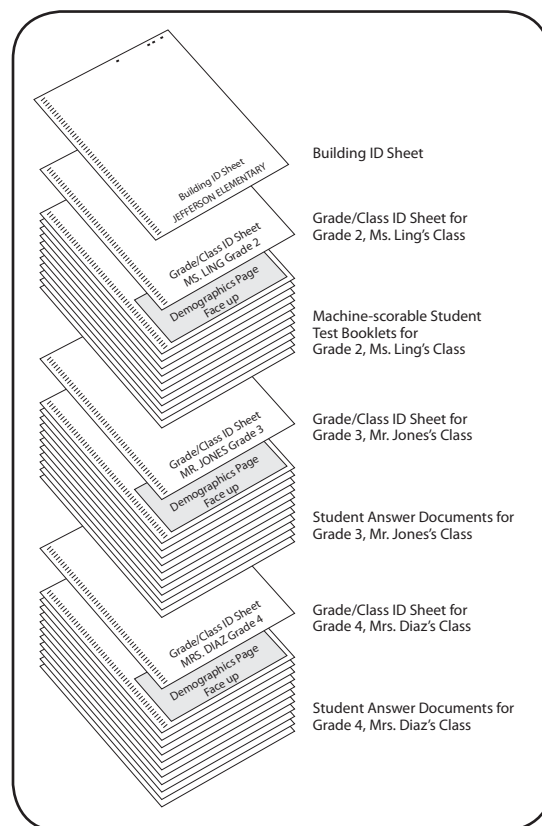 Building ID Sheet
JEFFERSON ELEMENTARY
Building ID Sheet
Grade/Class ID Sheet
MS. LING Grade 2
Grade/Class ID Sheet for
Grade 2, Ms. Ling's Class
Demographics Page
Face up
Machine-scorable Student
Test Booklets for
Grade 2, Ms. Ling's Class
Grade/Class ID Sheet
MR. JONES Grade 3
Grade/Class ID Sheet for
Grade 3, Mr. Jones's Class
Demographics Page
Face up
Student Answer Documents for
Grade 3, Mr. Jones's Class
Grade/Class ID Sheet
MRS. DIAZ Grade 4
Grade/Class ID Sheet for
Grade 4, Mrs. Diaz's Class
Demographics Page
Face up
Student Answer Documents for
Grade 4, Mrs. Diaz's Class